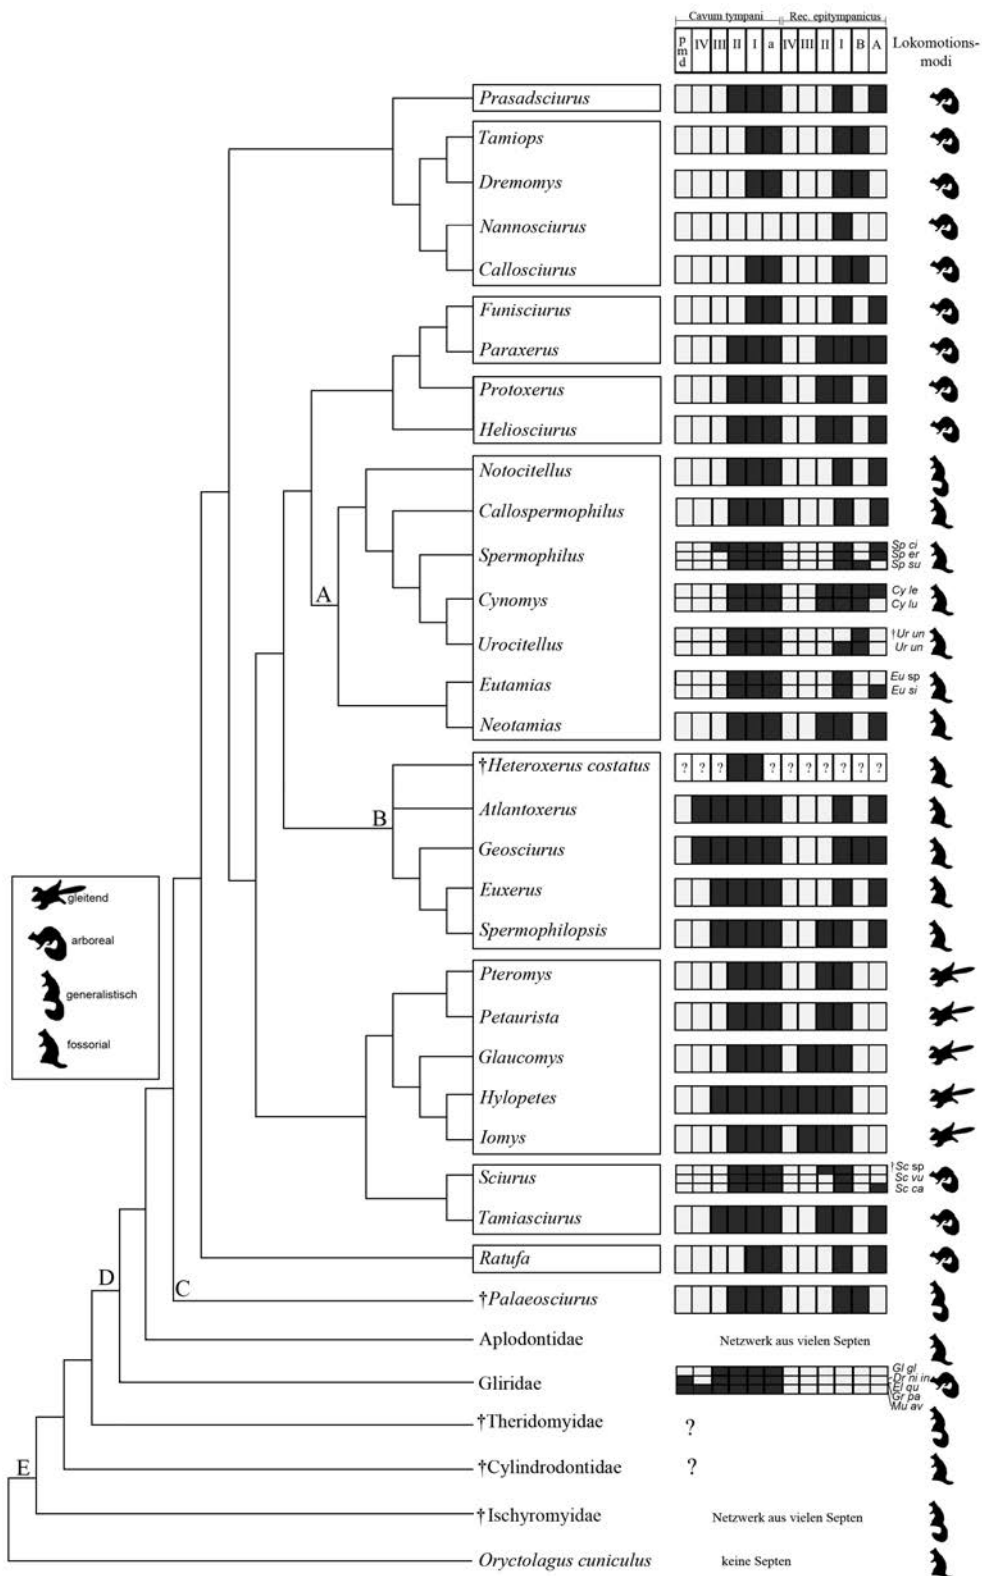 Cavum tympani Rec. epitympanicus
pmd IV III II I a IV III II I B A
Lokomotions-
modi
Prasadsciurus
Tamiops
Dremomys
Nannosciurus
Callosciurus
Funisciurus
Paraxerus
Protoxerus
Heliosciurus
Notocitellus
Callospermophilus
Sp ci
Spermophilus
Sp er
Sp su
A
Cynomys
Cy le
Cy lu
Urocitellus
†Ur un
Ur un
Eutamias
Eu sp
Eu si
Neotamias
†Heteroxerus costatus ? ? ? ? ? ? ? ? ? ?
Atlantoxerus
B
Geosciurus
Euxerus
Spermophilopsis
gleitend
arboreal
generalistisch
fossorial
Pteromys
Petaurista
Glaucomys
Hylopetes
Iomys
Sciurus
†Sc sp
Sc vu
Sc ca
Tamiasciurus
Ratufa
D
C
†Palaeosciurus
Aplodontidae Netzwerk aus vielen Septen
Gliridae
Gl gl
Dr ni in
El qu
Gr pa
Mu av
†Theridomyidae ?
E
†Cylindrodontidae ?
†Ischyromyidae Netzwerk aus vielen Septen
Oryctolagus cuniculus keine Septen